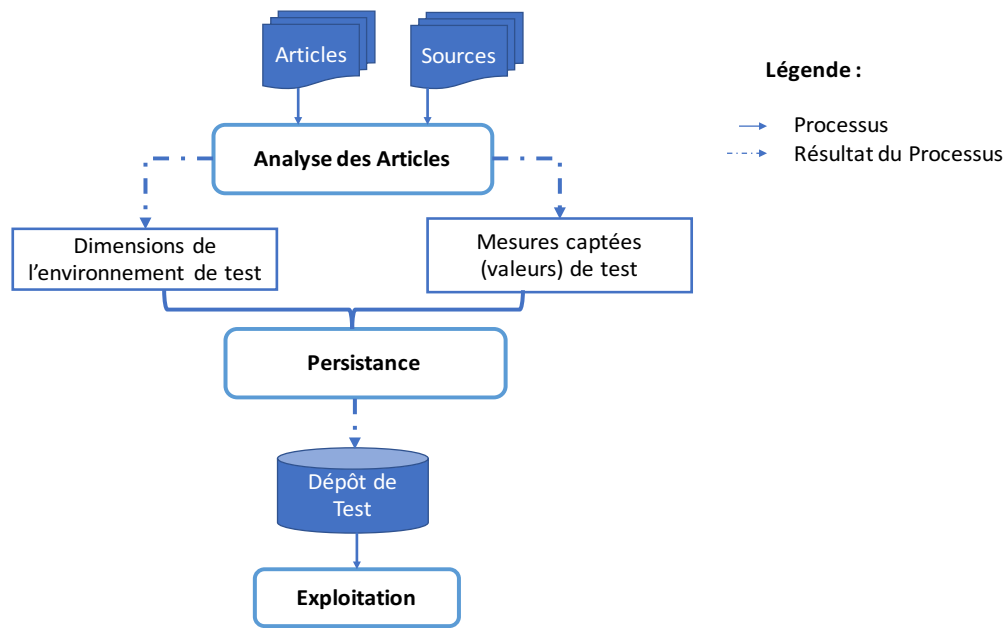 Articles
Sources
Légende :
Processus
Résultat du Processus
Analyse des Articles
Dimensions de
l'environnement de test
Mesures captées
(valeurs) de test
Persistance
Dépôt de
Test
Exploitation